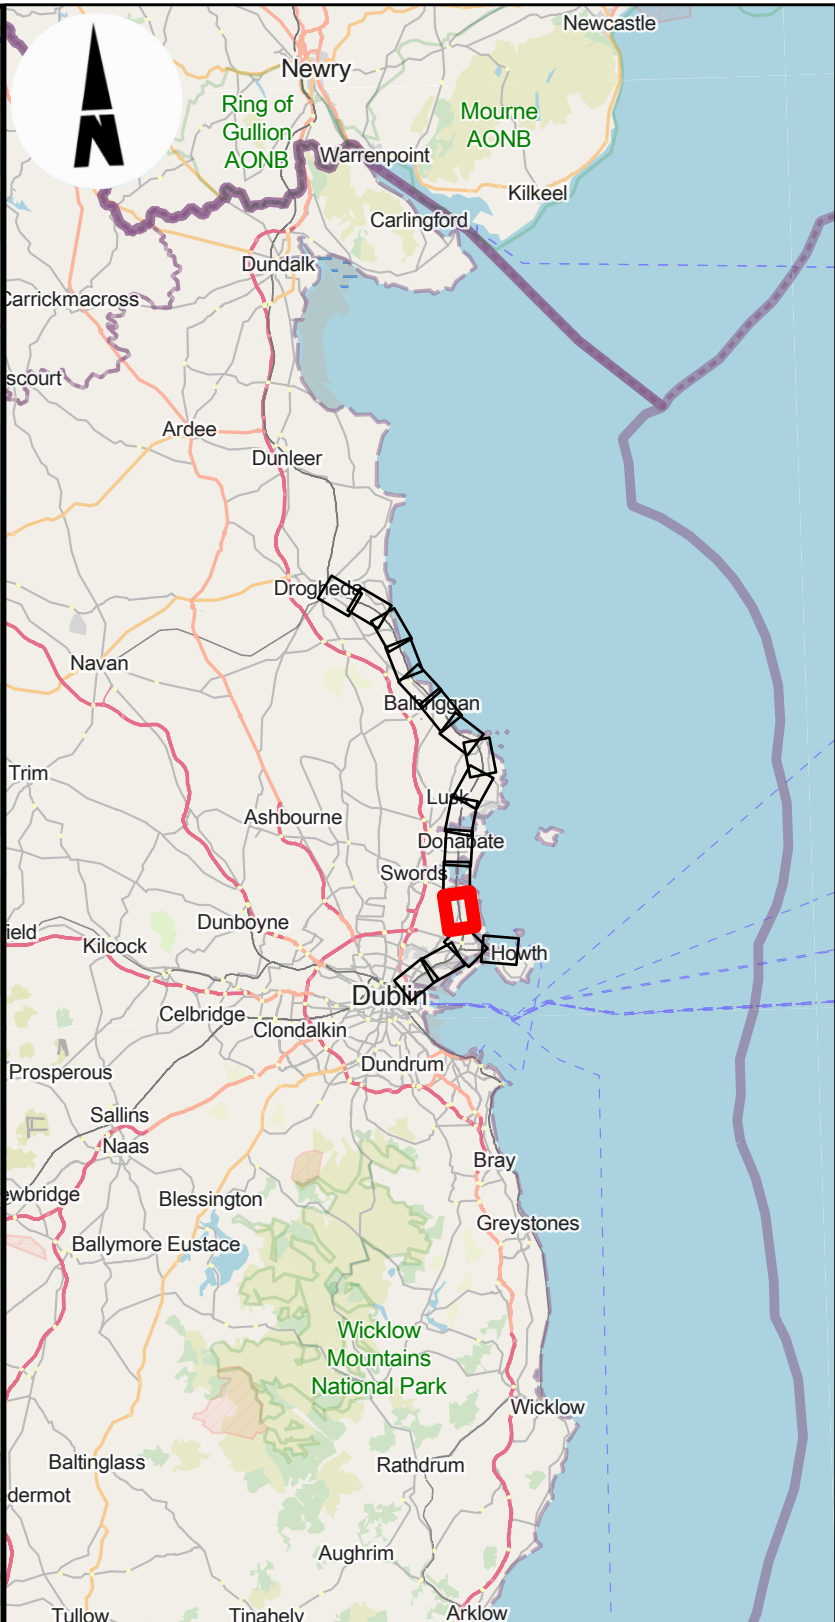 Newcastle
Newry
Ring of
Gullion
AONB
Mourne
AONB
N
Warrenpoint
Kilkeel
Carlingford
Dundalk
Carrickmacross
scourt
Ardee
Dunleer
Drogheda
Navan
Balbriggan
Trim
Lusk
Ashbourne
Donabate
Swords
Dunboyne
ield
Kilcock
Howth
Dublin
Celbridge
Clondalkin
Dundrum
Prosperous
Sallins
Naas
Bray
ewbridge
Blessington
Greystones
Ballymore Eustace
Wicklow
Mountains
National Park
Wicklow
Baltinglass
Rathdrum
dermot
Aughrim
Tullow
Tinahely
Arklow